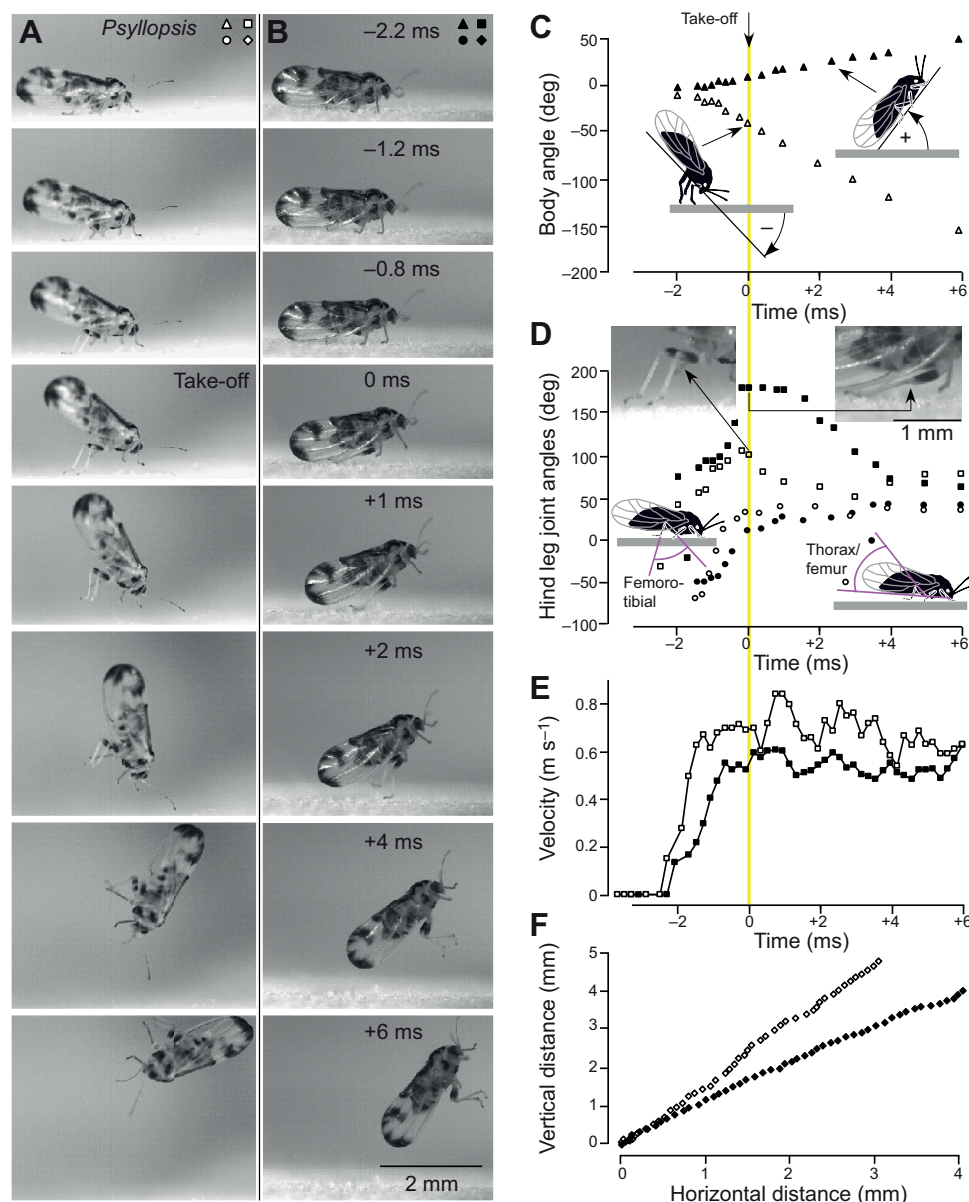 A
Psyllopsis
B
–2.2 ms
–1.2 ms
–0.8 ms
Take-off
0 ms
+1 ms
+2 ms
+4 ms
+6 ms
2 mm
C
Take-off
Body angle (deg)
50
0
–50
–100
–150
–200
+
–
–2
0
+2
+4
+6
Time (ms)
D
Hind leg joint angles (deg)
200
150
100
50
0
–50
–100
1 mm
Femoro-
tibial
Thorax/
femur
–2
0
+2
+4
+6
Time (ms)
E
Velocity (m s–1)
0.8
0.6
0.4
0.2
0
–2
0
+2
+4
+6
Time (ms)
F
Vertical distance (mm)
5
4
3
2
1
0
0
1
2
3
4
Horizontal distance (mm)